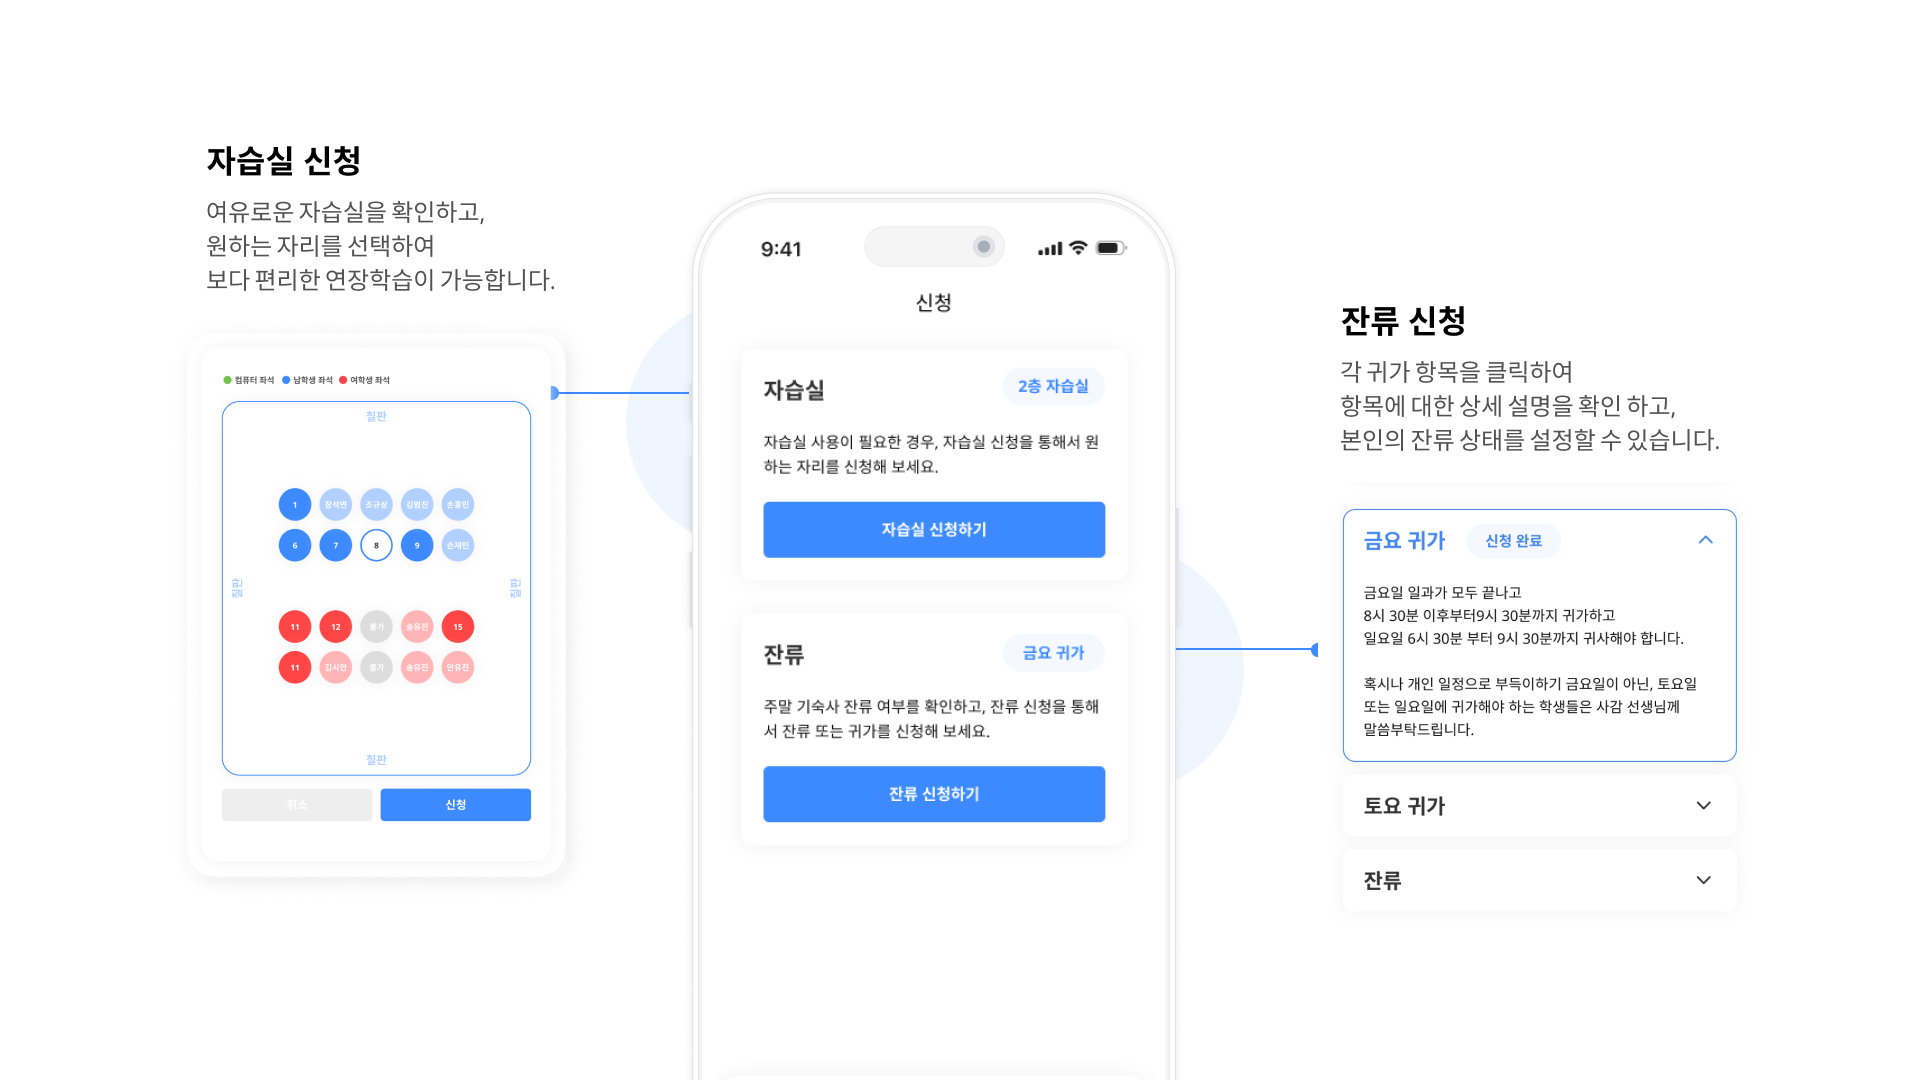 자습실 신청
여유로운 자습실을 확인하고,
원하는 자리를 선택하여
보다 편리한 연장학습이 가능합니다.
컴퓨터 좌석 남학생 좌석 여학생 좌석
칠판
1 장석연 조규상 김범진 손흥민
6 7 8 9 손재민
칠판 칠판
11 12 불가 송유진 15
11 김시안 불가 송유진 안유진
칠판
취소 신청
9:41
신청
자습실 2층 자습실
자습실 사용이 필요한 경우, 자습실 신청을 통해서 원
하는 자리를 신청해 보세요.
자습실 신청하기
잔류 금요 귀가
주말 기숙사 잔류 여부를 확인하고, 잔류 신청을 통해
서 잔류 또는 귀가를 신청해 보세요.
잔류 신청하기
잔류 신청
각 귀가 항목을 클릭하여
항목에 대한 상세 설명을 확인 하고,
본인의 잔류 상태를 설정할 수 있습니다.
금요 귀가 신청 완료
금요일 일과가 모두 끝나고
8시 30분 이후부터9시 30분까지 귀가하고
일요일 6시 30분 부터 9시 30분까지 귀사해야 합니다.
혹시나 개인 일정으로 부득이하기 금요일이 아닌, 토요일
또는 일요일에 귀가해야 하는 학생들은 사감 선생님께
말씀부탁드립니다.
토요 귀가
잔류